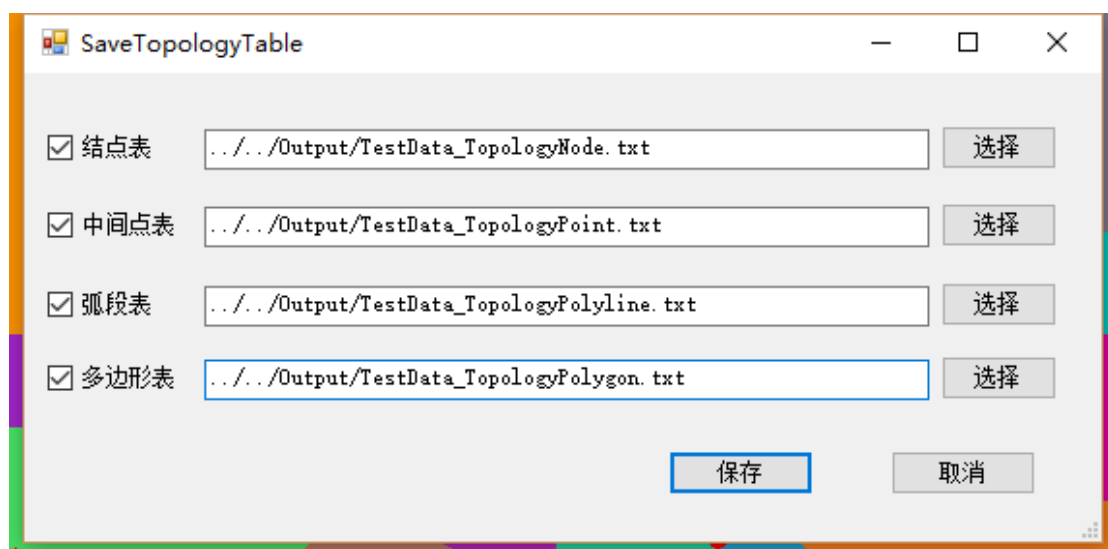 SaveTopologyTable
结点表 ../../Output/TestData_TopologyNode.txt 选择
中间点表 ../../Output/TestData_TopologyPoint.txt 选择
弧段表 ../../Output/TestData_TopologyPolyline.txt 选择
多边形表 ../../Output/TestData_TopologyPolygon.txt 选择
保存 取消